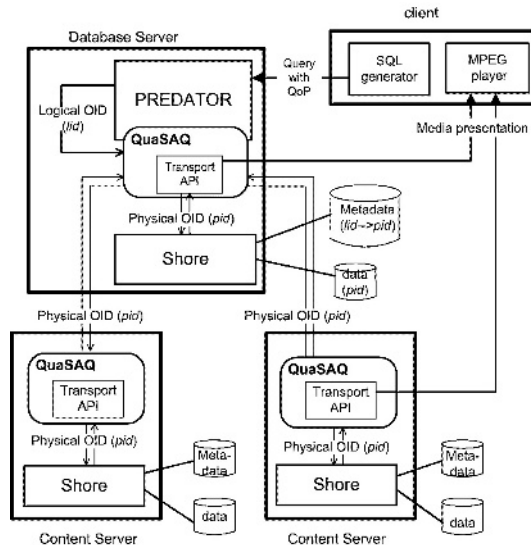 client
Database Server
SQL
generator
MPEG
player
Query
with
QoP
PREDATOR
Logical OID
(lid)
Media presentation
QuaSAQ
Transport
API
Physical OID (pid)
Metadata
(lid~>pid)
Shore
data
(pid)
Physical OID (pid)
Physical OID (pid)
QuaSAQ
Transport
API
Physical OID (pid)
Meta-
data
Shore
data
Content Server
QuaSAQ
Transport
API
Physical OID (pid)
Meta-
data
Shore
data
Content Server